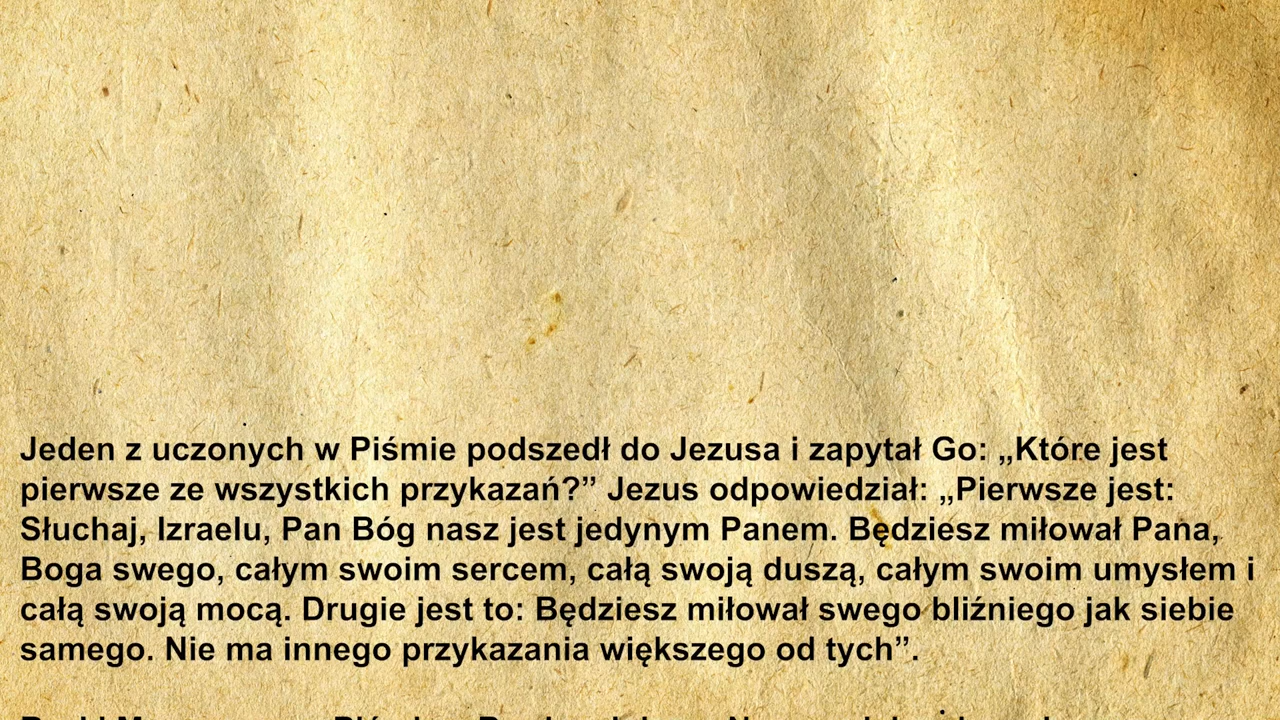 Jeden z uczonych w Piśmie podszedł do Jezusa i zapytał Go: „Które jest
pierwsze ze wszystkich przykazań?” Jezus odpowiedział: „Pierwsze jest:
Słuchaj, Izraelu, Pan Bóg nasz jest jedynym Panem. Będziesz miłował Pana,
Boga swego, całym swoim sercem, całą swoją duszą, całym swoim umysłem i
całą swoją mocą. Drugie jest to: Będziesz miłował swego bliźniego jak siebie
samego. Nie ma innego przykazania większego od tych”.